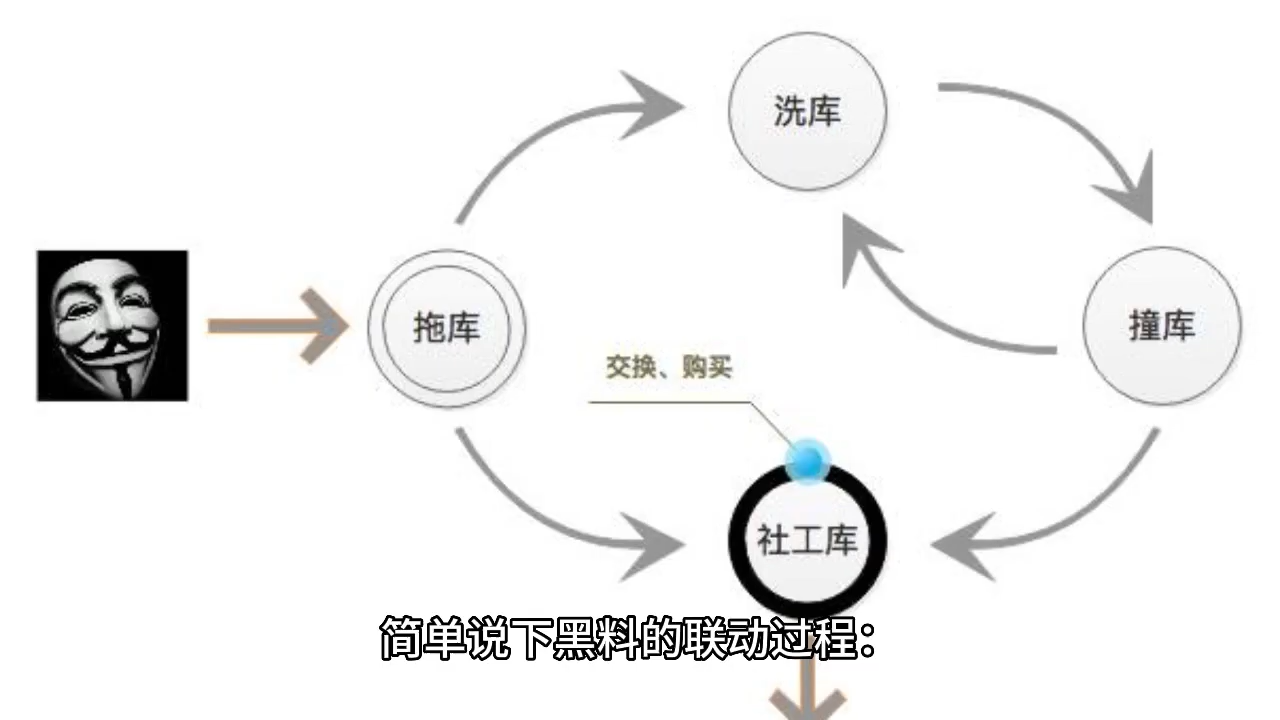 洗库
拖库
撞库
交换、购买
社工库
简单说下黑料的联动过程：